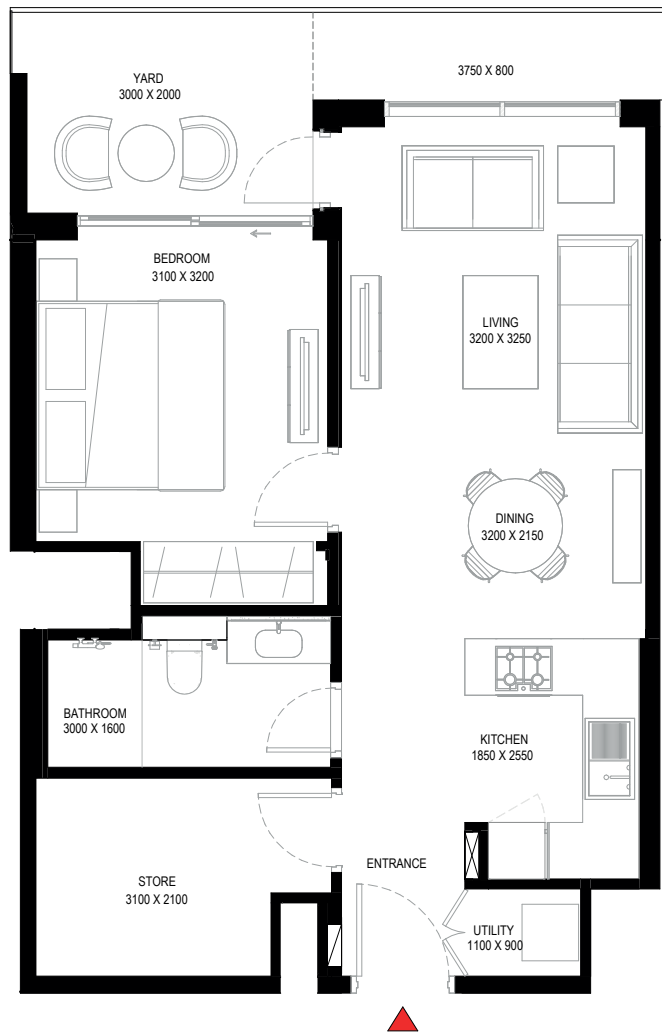 YARD
3000 X 2000
3750 X 800
BEDROOM
3100 X 3200
LIVING
3200 X 3250
DINING
3200 X 2150
BATHROOM
3000 X 1600
KITCHEN
1850 X 2550
ENTRANCE
STORE
3100 X 2100
UTILITY
1100 X 900